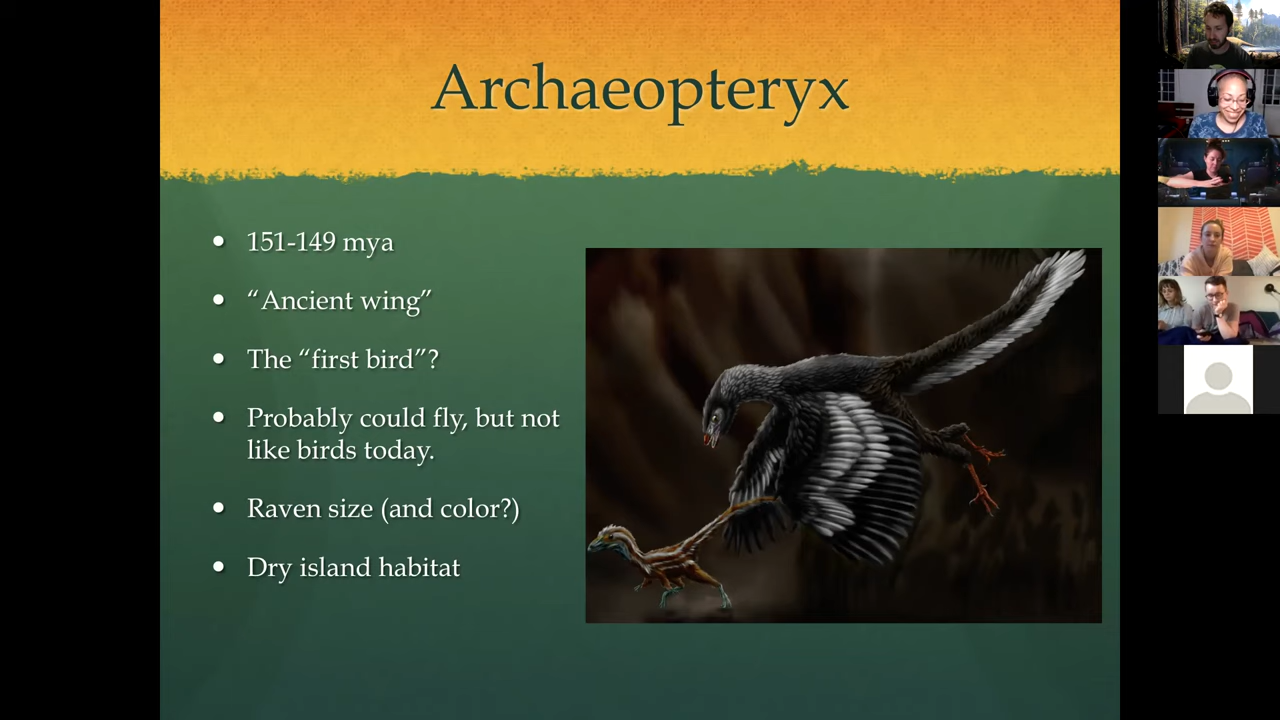 Archaeopteryx
151-149 mya
“Ancient wing”
The “first bird”?
Probably could fly, but not
like birds today.
Raven size (and color?)
Dry island habitat